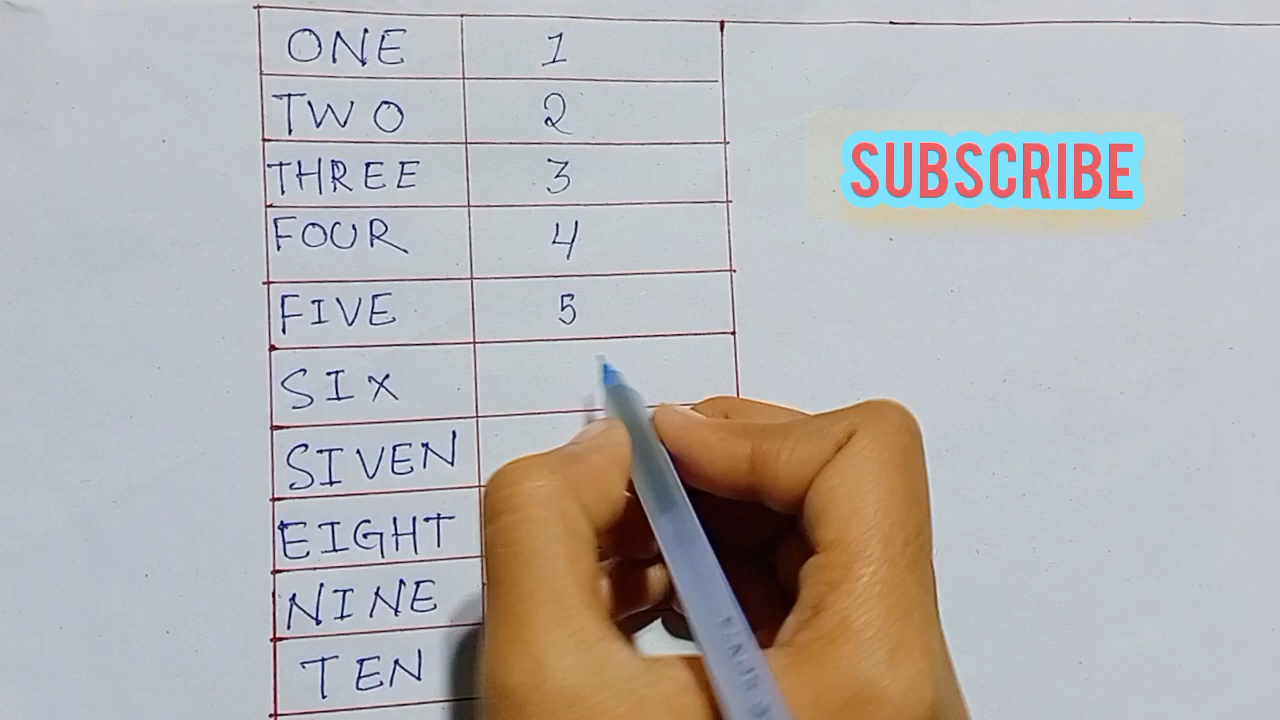 ONE 1
TWO 2
THREE 3
FOUR 4
FIVE 5
SIX
SIVEN
EIGHT
NINE
TEN
SUBSCRIBE